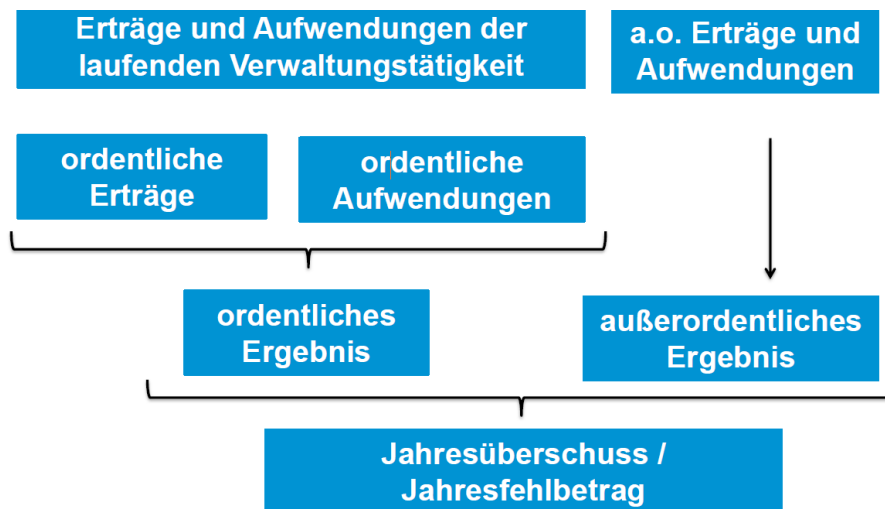 Erträge und Aufwendungen der
laufenden Verwaltungstätigkeit
a.o. Erträge und
Aufwendungen
ordentliche
Erträge
ordentliche
Aufwendungen
ordentliches
Ergebnis
außerordentliches
Ergebnis
Jahresüberschuss /
Jahresfehlbetrag